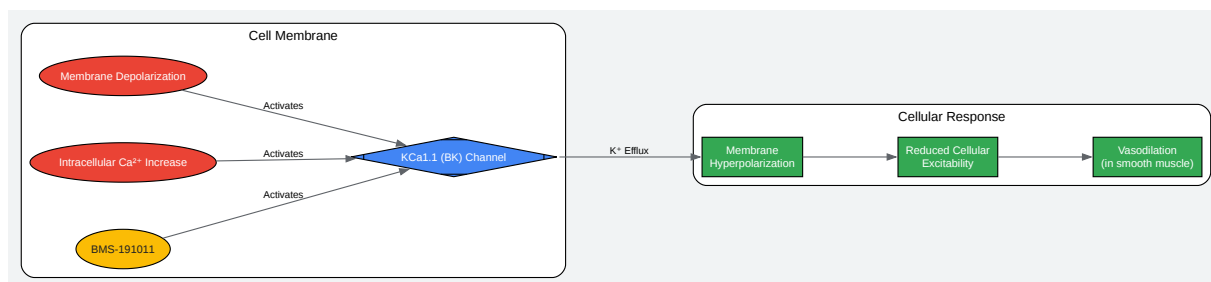 Cell Membrane
Membrane Depolarization
Activates
Intracellular Ca²⁺ Increase
Activates
KCa1.1 (BK) Channel
Activates
BMS-191011
K⁺ Efflux
Cellular Response
Membrane
Hyperpolarization
Reduced Cellular
Excitability
Vasodilation
(in smooth muscle)